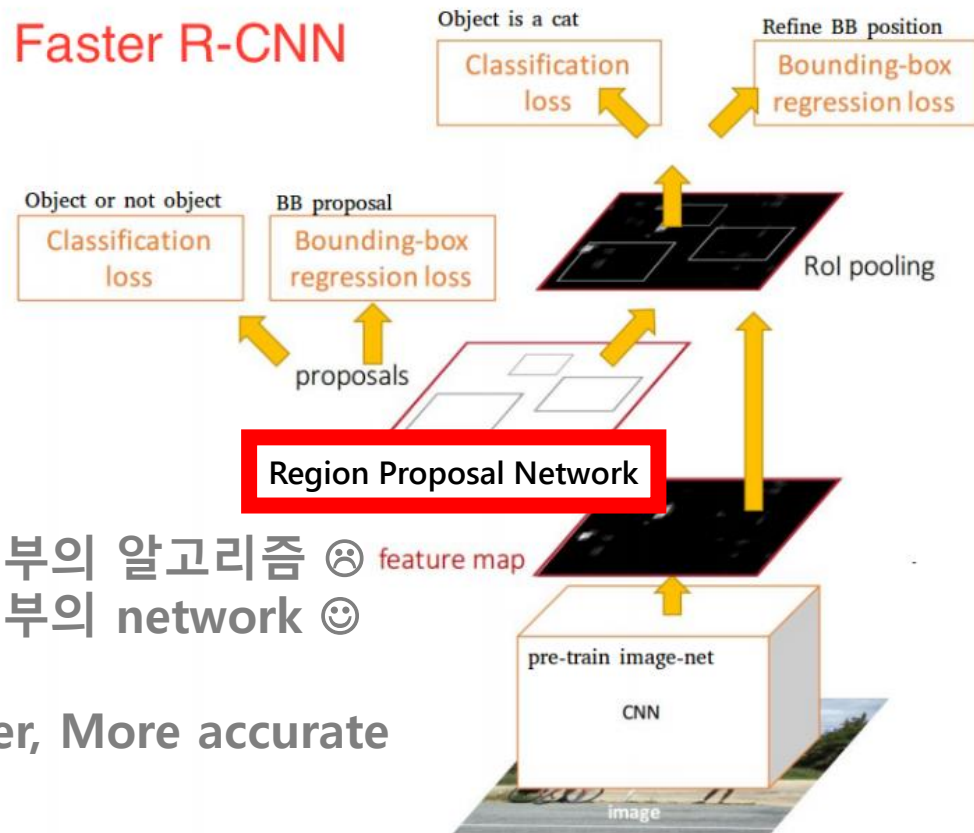 Faster R-CNN
Object is a cat
Classification
loss
Refine BB position
Bounding-box
regression loss
Object or not object
Classification
loss
BB proposal
Bounding-box
regression loss
RoI pooling
proposals
Region Proposal Network
부의 알고리즘 ☹
부의 network ☺
feature map
pre-train image-net
CNN
er, More accurate
image